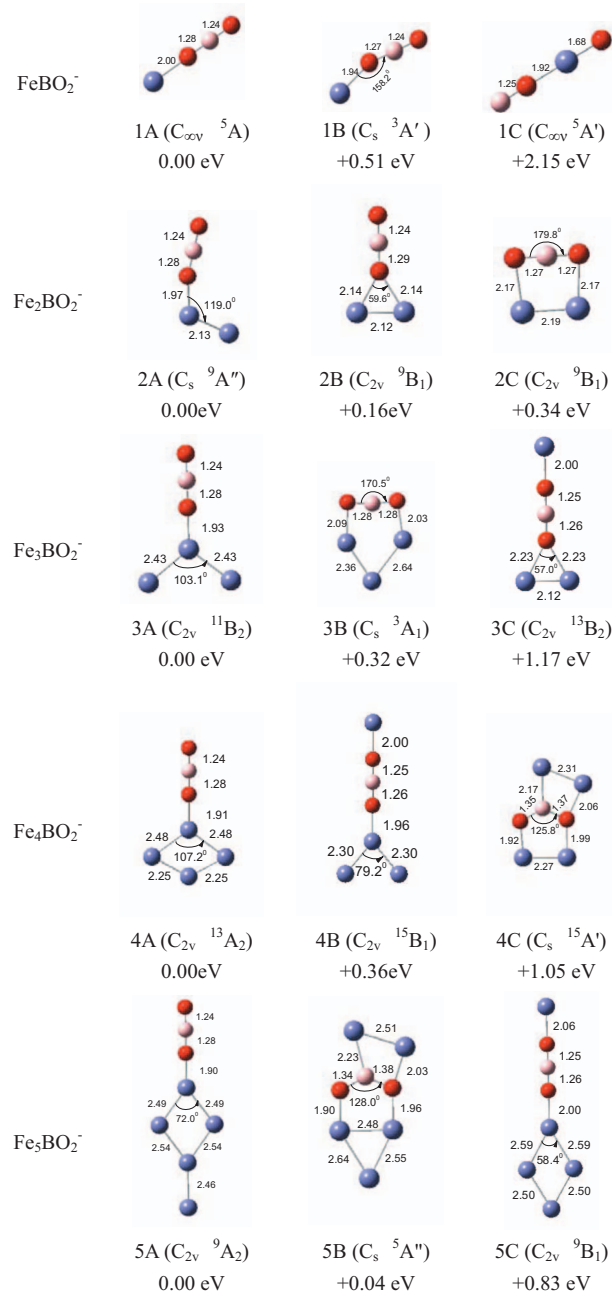 FeBO₂⁻
2.00 1.28 1.24
1.94 1.27 1.24 158.2⁰
1.25 1.92 1.68
1A (C∞v ⁵A) 1B (Cs ³A′ ) 1C (C∞v ⁵A')
0.00 eV +0.51 eV +2.15 eV
Fe₂BO₂⁻
1.24 1.28 1.97 119.0⁰ 2.13
1.24 1.29 2.14 59.6⁰ 2.14 2.12
179.8⁰ 1.27 1.27 2.17 2.17 2.19
2A (Cs ⁹A″) 2B (C₂v ⁹B₁) 2C (C₂v ⁹B₁)
0.00eV +0.16eV +0.34 eV
Fe₃BO₂⁻
1.24 1.28 1.93 2.43 2.43 103.1⁰
170.5⁰ 1.28 1.28 2.09 2.03 2.36 2.64
2.00 1.25 1.26 2.23 57.0⁰ 2.23 2.12
3A (C₂v ¹¹B₂) 3B (Cs ³A₁) 3C (C₂v ¹³B₂)
0.00 eV +0.32 eV +1.17 eV
Fe₄BO₂⁻
1.24 1.28 1.91 2.48 2.48 107.2⁰ 2.25 2.25
2.00 1.25 1.26 1.96 2.30 2.30 79.2⁰
2.31 2.17 1.35 1.37 2.06 125.8⁰ 1.92 1.99 2.27
4A (C₂v ¹³A₂) 4B (C₂v ¹⁵B₁) 4C (Cs ¹⁵A')
0.00eV +0.36eV +1.05 eV
Fe₅BO₂⁻
1.24 1.28 1.90 2.49 2.49 72.0⁰ 2.54 2.54 2.46
2.51 2.23 1.34 1.38 2.03 128.0⁰ 1.90 1.96 2.48 2.64 2.55
2.06 1.25 1.26 2.00 2.59 2.59 58.4⁰ 2.50 2.50
5A (C₂v ⁹A₂) 5B (Cs ⁵A'') 5C (C₂v ⁹B₁)
0.00 eV +0.04 eV +0.83 eV